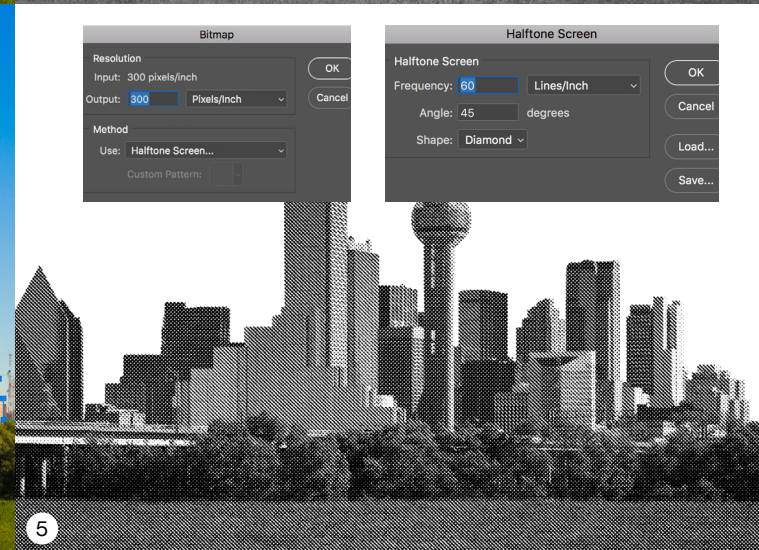 Bitmap
Resolution
Input: 300 pixels/inch
Output: 300 Pixels/Inch
Method
Use: Halftone Screen...
Custom Pattern:
OK
Cancel
Halftone Screen
Halftone Screen
Frequency: 60 Lines/Inch
Angle: 45 degrees
Shape: Diamond
OK
Cancel
Load...
Save...
5